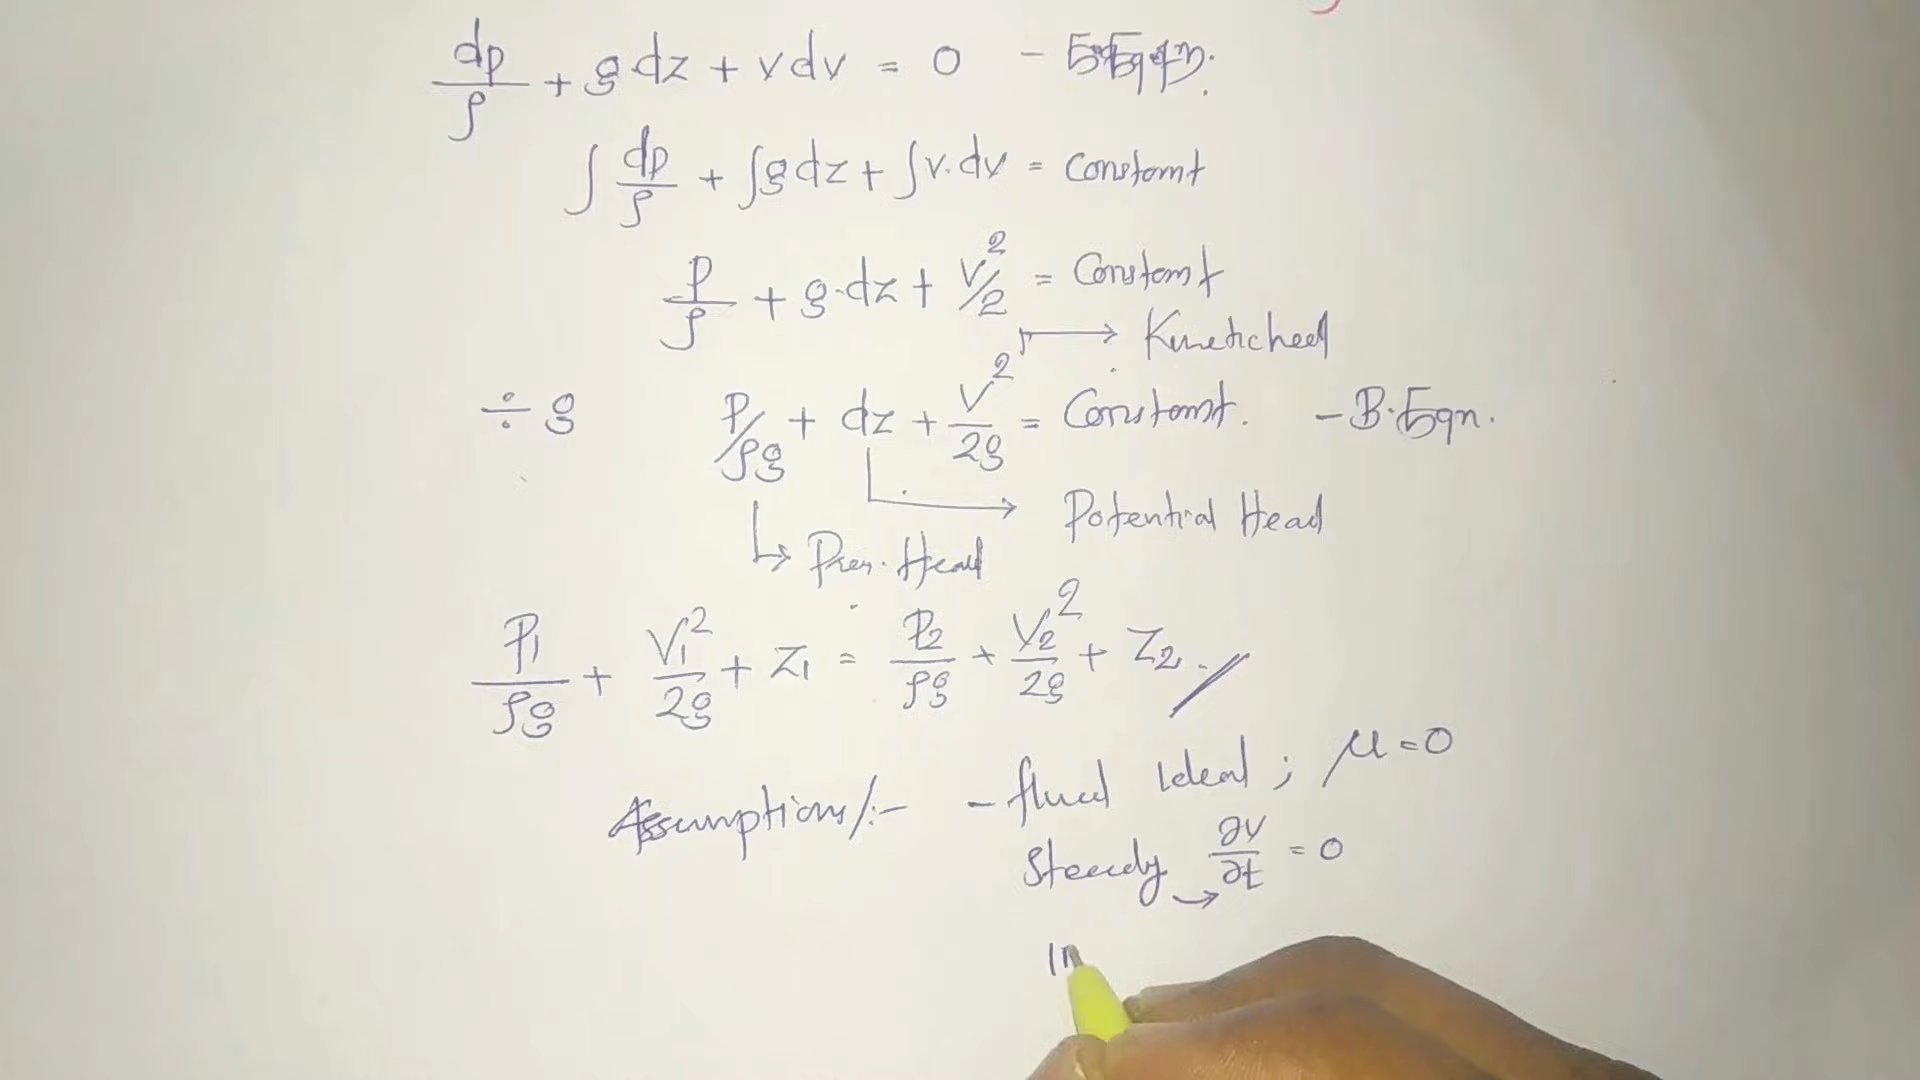 dp/ρ + g dz + v dv = 0 -
∫ dp/ρ + ∫g dz + ∫v.dv = Constant
p/ρ + g.dz + v²/2 = Constant
→ Kinetic head
÷ g P/ρg + dz + v²/2g = Constant. - B.Eqn.
→ Potential Head
↳ Pres. Head
P₁/ρg + V₁²/2g + Z₁ = P₂/ρg + V₂²/2g + Z₂.
Assumptions:- - fluid ideal ; μ = 0
Steady → ∂v/∂t = 0
In